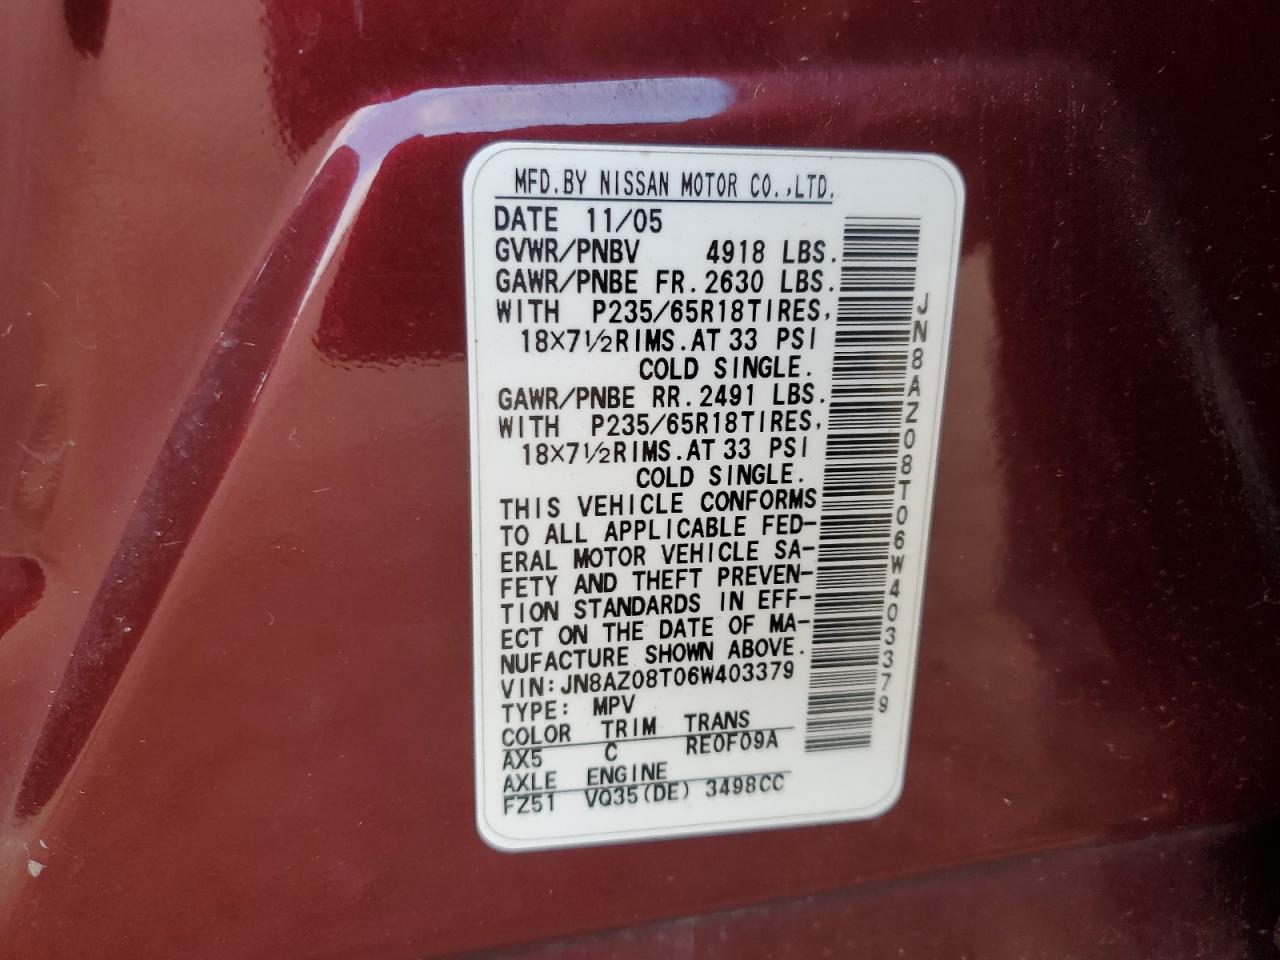 MFD.BY NISSAN MOTOR CO.,LTD.
DATE 11/05
GVWR/PNBV 4918 LBS.
GAWR/PNBE FR.2630 LBS.
WITH P235/65R18TIRES,
18X7½RIMS.AT 33 PSI
COLD SINGLE.
GAWR/PNBE RR.2491 LBS.
WITH P235/65R18TIRES,
18X7½RIMS.AT 33 PSI
COLD SINGLE.
THIS VEHICLE CONFORMS
TO ALL APPLICABLE FED-
ERAL MOTOR VEHICLE SA-
FETY AND THEFT PREVEN-
TION STANDARDS IN EFF-
ECT ON THE DATE OF MA-
NUFACTURE SHOWN ABOVE.
VIN:JN8AZ08T06W403379
TYPE: MPV
COLOR TRIM TRANS
AX5 C RE0F09A
AXLE ENGINE
FZ51 VQ35(DE) 3498CC
JN8AZ08T06W403379